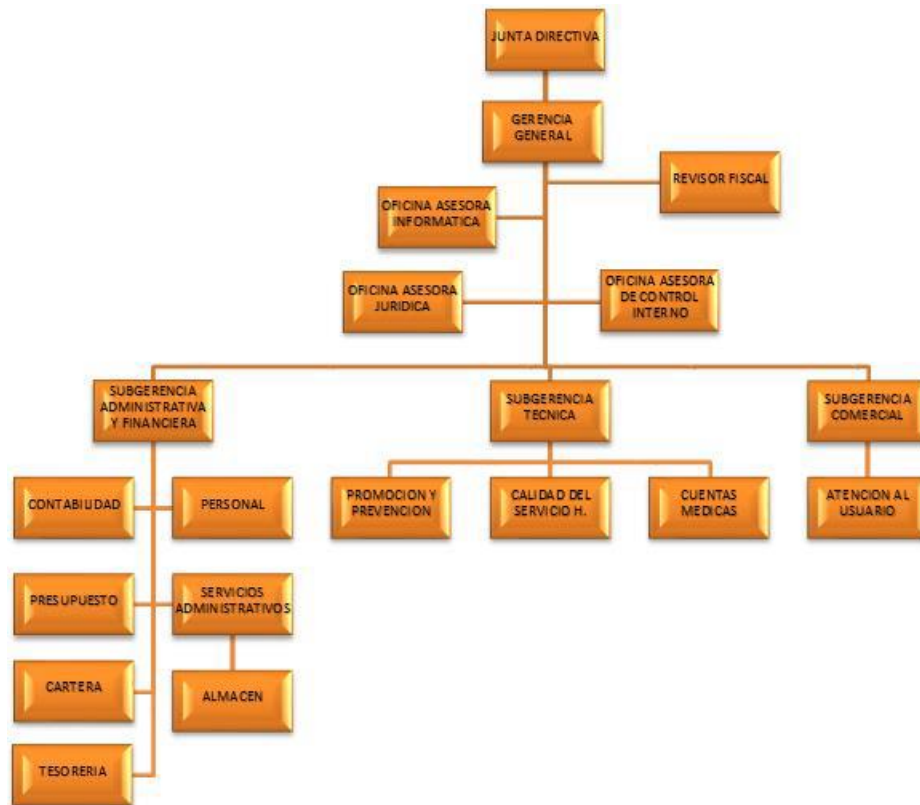 JUNTA DIRECTIVA
GERENCIA
GENERAL
REVISOR FISCAL
OFICINA ASESORA
INFORMATICA
OFICINA ASESORA
JURIDICA
OFICINA ASESORA
DE CONTROL
INTERNO
SUBGERENCIA
ADMINISTRATIVA
Y FINANCIERA
SUBGERENCIA
TECNICA
SUBGERENCIA
COMERCIAL
CONTABILIDAD
PERSONAL
PROMOCION Y
PREVENCION
CALIDAD DEL
SERVICIO H.
CUENTAS
MEDICAS
ATENCION AL
USUARIO
PRESUPUESTO
SERVICIOS
ADMINISTRATIVOS
CARTERA
ALMACEN
TESORERIA